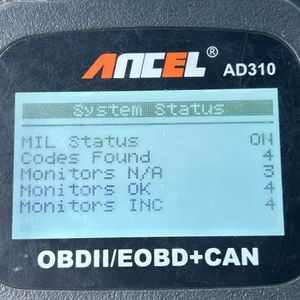 ANCEL®
AD310
System Status
MIL Status ON
Codes Found 4
Monitors N/A 3
Monitors OK 4
Monitors INC 4
OBDII/EOBD+CAN